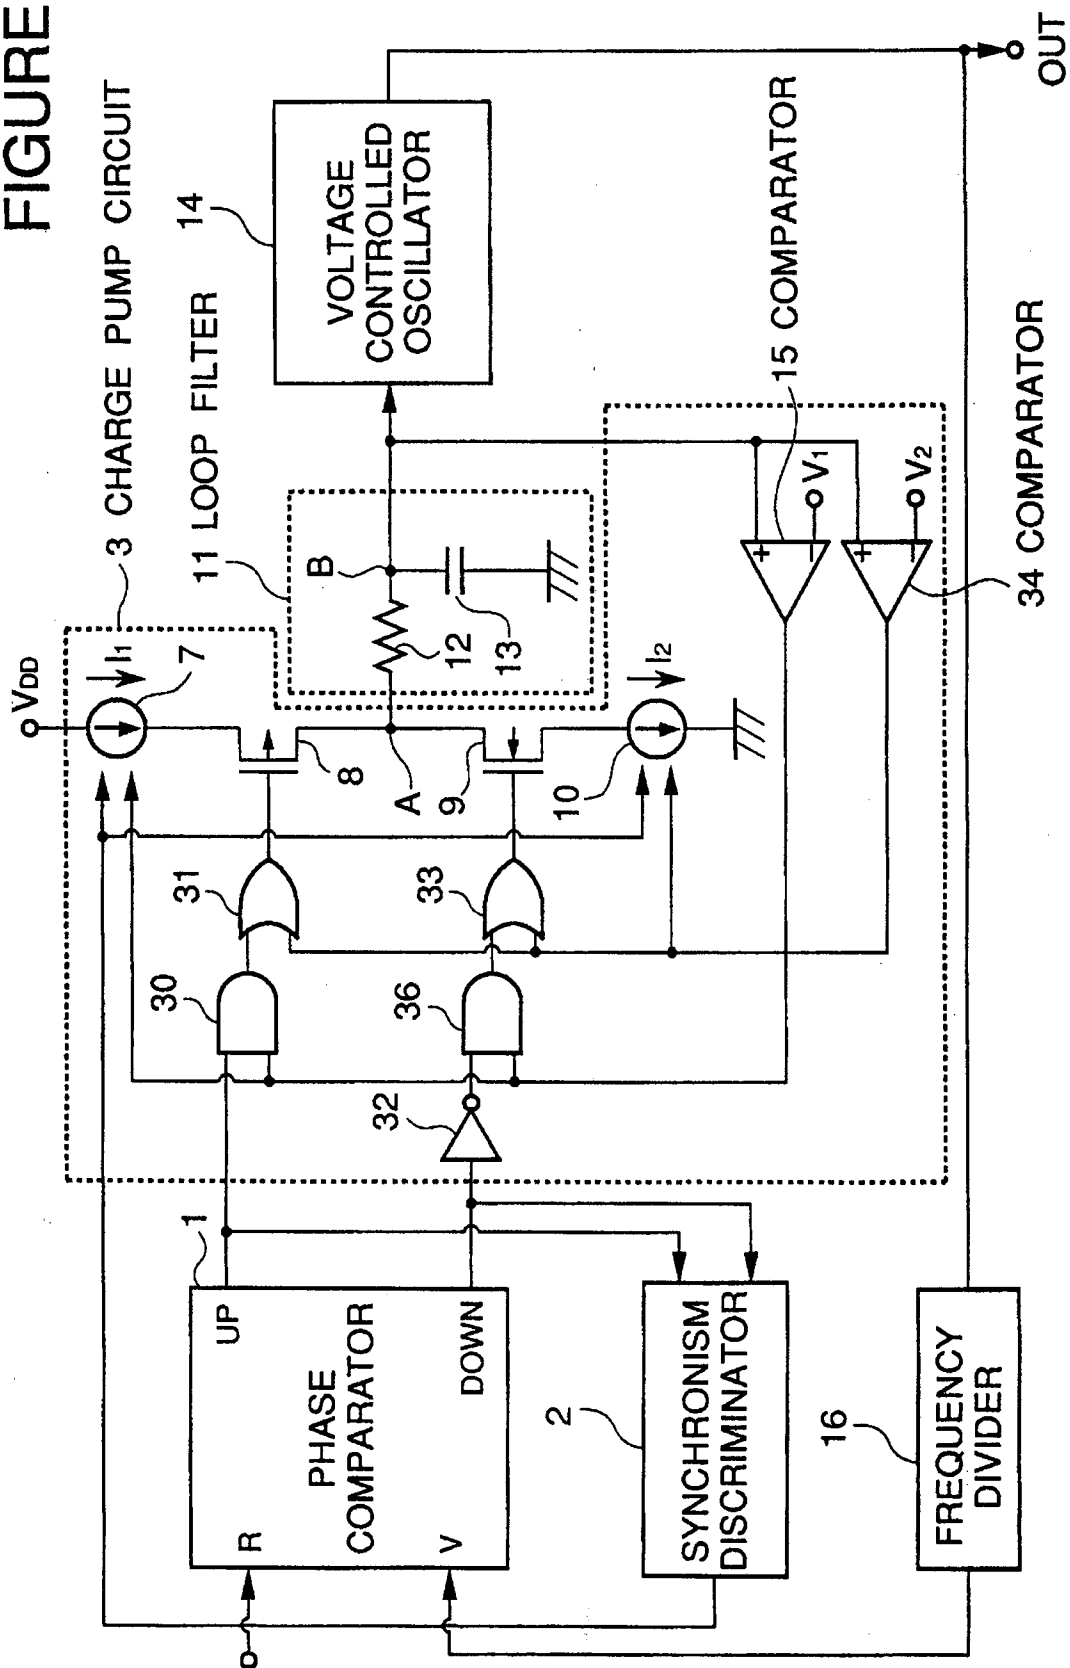 FIGURE
3 CHARGE PUMP CIRCUIT
11 LOOP FILTER
14
VOLTAGE
CONTROLLED
OSCILLATOR
OUT
VDD
I1
7
8
A
9
10
I2
B
12
13
15 COMPARATOR
+
−
V1
34 COMPARATOR
+
−
V2
30
31
32
33
36
1
UP
PHASE
COMPARATOR
DOWN
R
V
2
SYNCHRONISM
DISCRIMINATOR
16
FREQUENCY
DIVIDER